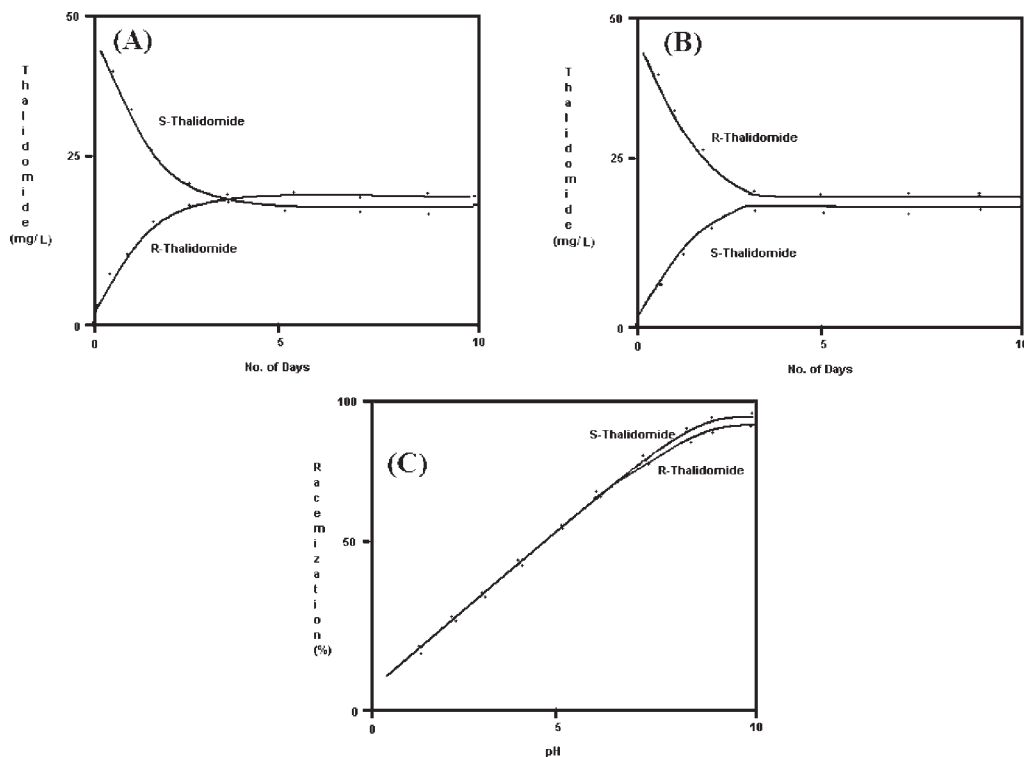 (A)
50
25
0
Thalidomide
(mg/L)
S-Thalidomide
R-Thalidomide
0 5 10
No. of Days
(B)
50
25
0
Thalidomide
(mg/L)
R-Thalidomide
S-Thalidomide
0 5 10
No. of Days
(C)
100
50
0
Racemization
(%)
S-Thalidomide
R-Thalidomide
0 5 10
pH